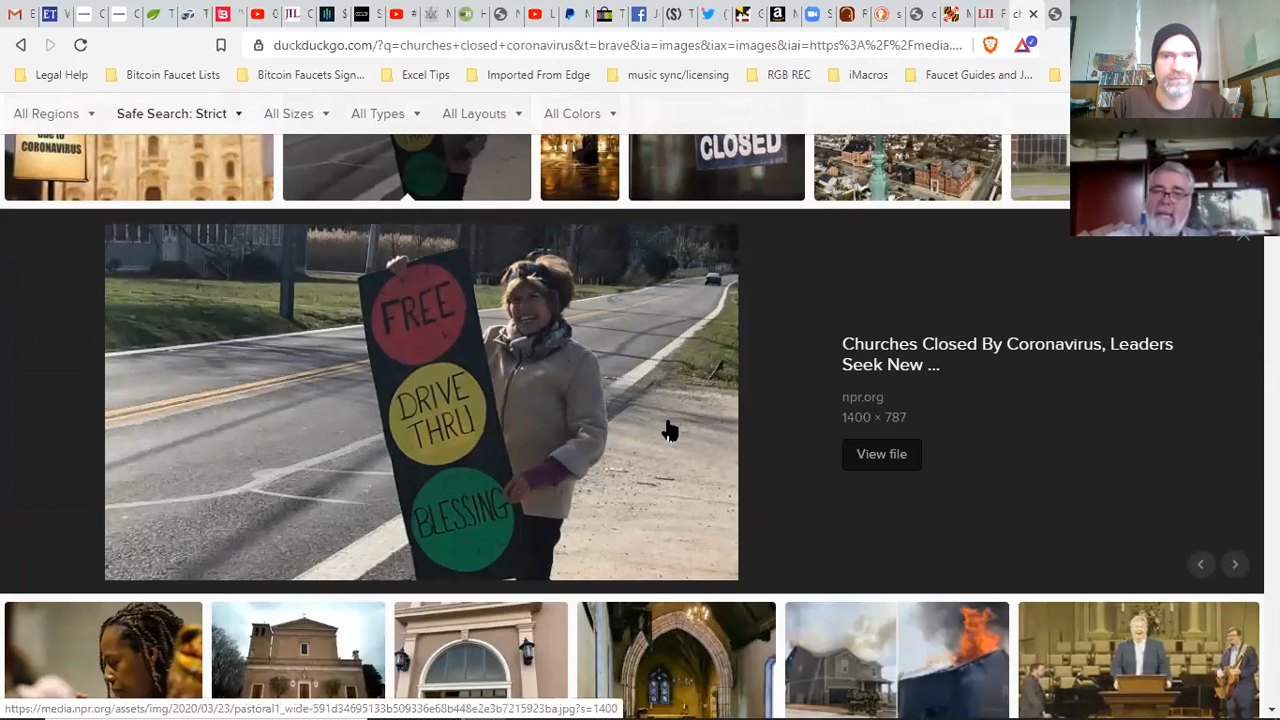 duckduckgo.com/?q=churches+closed+coronavirus&t=brave&ia=images&iax=images&iai=https%3A%2F%2Fmedia....
Legal Help
Bitcoin Faucet Lists
Bitcoin Faucets Sign...
Excel Tips
Imported From Edge
music sync/licensing
RGB REC
iMacros
Faucet Guides and J...
All Regions
Safe Search: Strict
All Sizes
All Types
All Layouts
All Colors
CORONAVIRUS
CLOSED
FREE
DRIVE
THRU
BLESSING
Churches Closed By Coronavirus, Leaders
Seek New ...
npr.org
1400 × 787
View file
https://media.npr.org/assets/img/2020/03/23/pastoral1_wide-591d34695133b509336e68b448e2e3b7215923ba.jpg?s=1400